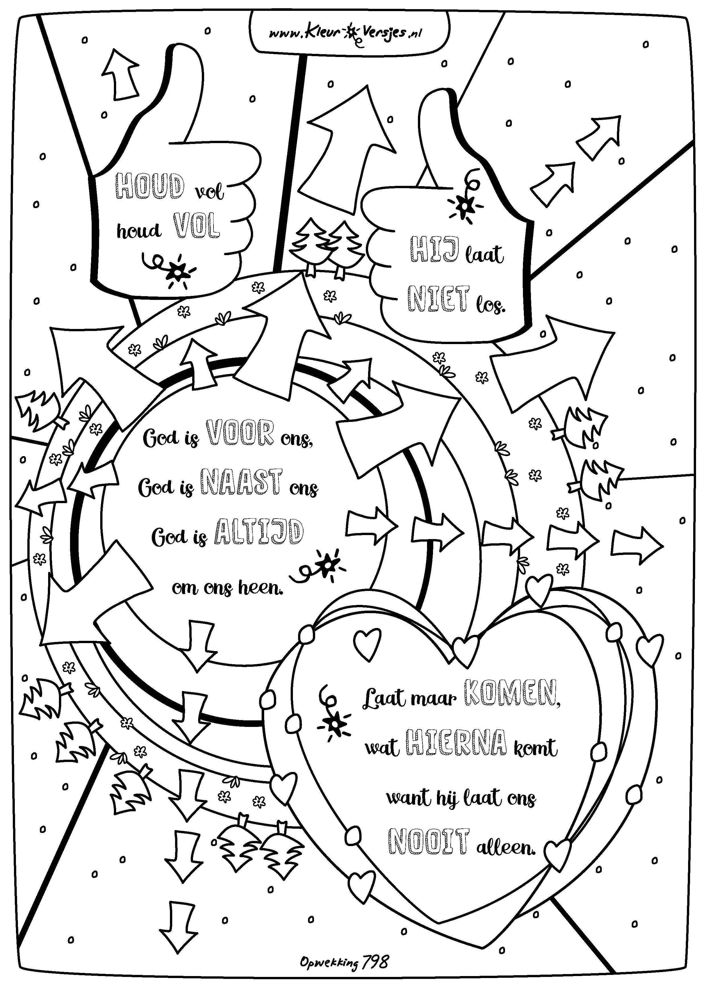 www.KleurVersjes.nl
e
HOUD vol
houd VOL
HIJ laat
NIET los.
God is VOOR ons,
God is NAAST ons
God is ALTIJD
om ons heen.
Laat maar KOMEN,
wat HIERNA komt
want hij laat ons
NOOIT alleen.
Opwekking 798